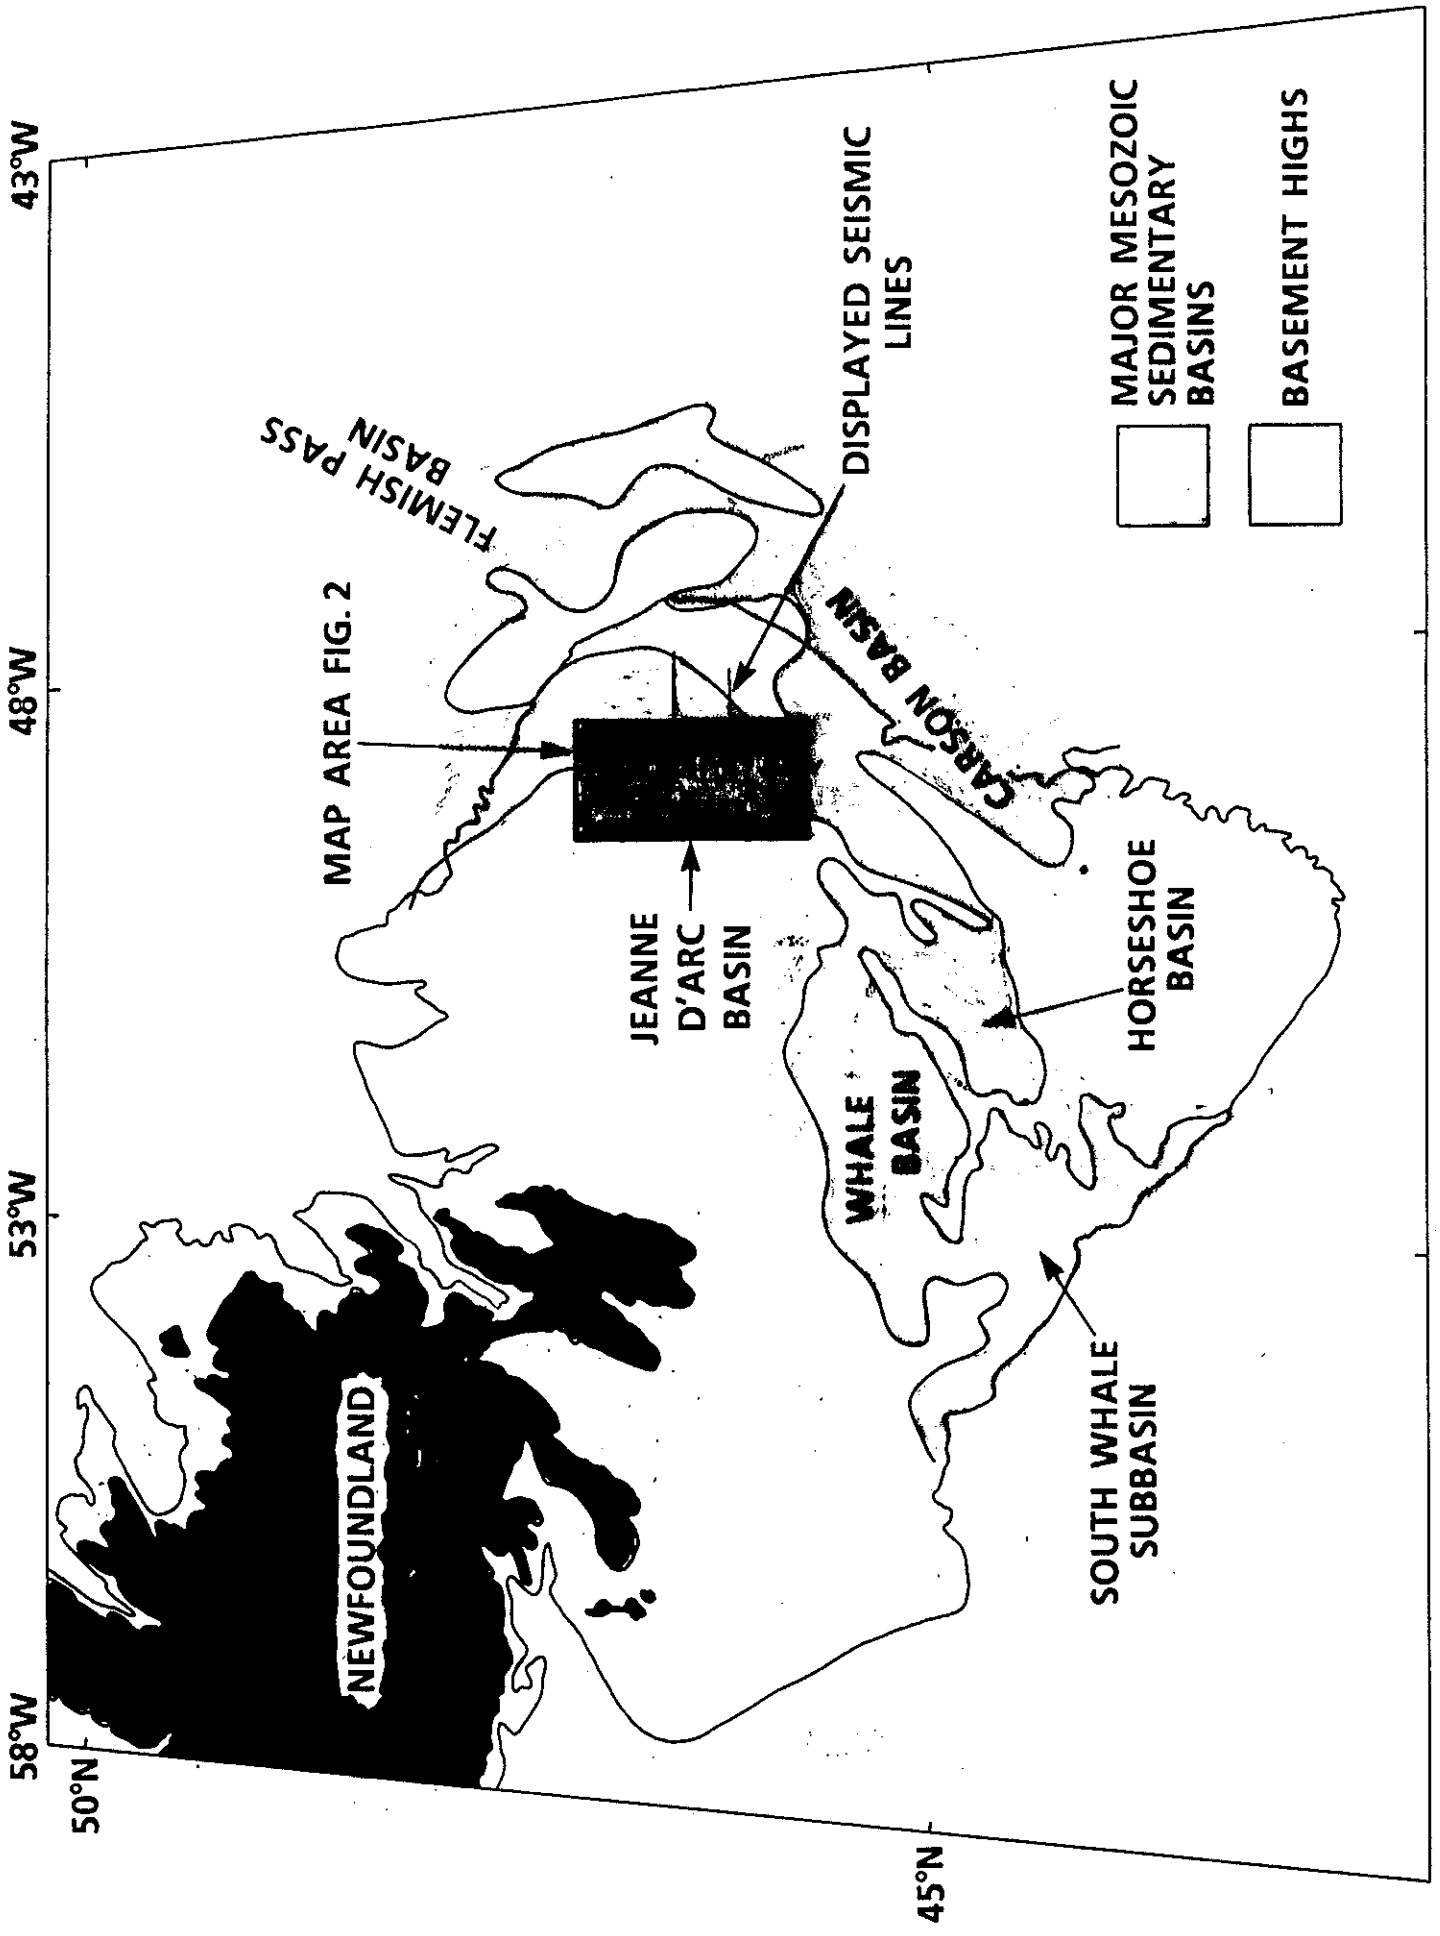 58°W
53°W
48°W
43°W
50°N
45°N
NEWFOUNDLAND
MAP AREA FIG. 2
FLEMISH PASS
BASIN
JEANNE
D'ARC
BASIN
DISPLAYED SEISMIC
LINES
CARSON BASIN
WHALE
BASIN
HORSESHOE
BASIN
SOUTH WHALE
SUBBASIN
MAJOR MESOZOIC
SEDIMENTARY
BASINS
BASEMENT HIGHS